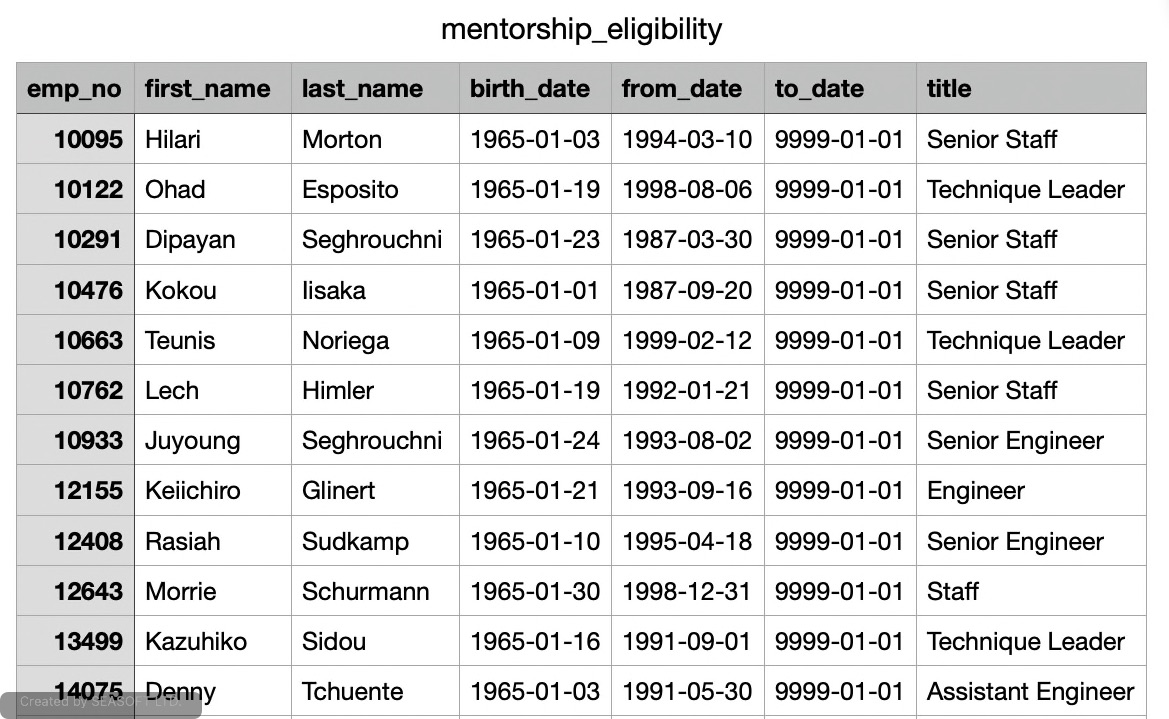 mentorship_eligibility
emp_no first_name last_name birth_date from_date to_date title
10095 Hilari Morton 1965-01-03 1994-03-10 9999-01-01 Senior Staff
10122 Ohad Esposito 1965-01-19 1998-08-06 9999-01-01 Technique Leader
10291 Dipayan Seghrouchni 1965-01-23 1987-03-30 9999-01-01 Senior Staff
10476 Kokou Iisaka 1965-01-01 1987-09-20 9999-01-01 Senior Staff
10663 Teunis Noriega 1965-01-09 1999-02-12 9999-01-01 Technique Leader
10762 Lech Himler 1965-01-19 1992-01-21 9999-01-01 Senior Staff
10933 Juyoung Seghrouchni 1965-01-24 1993-08-02 9999-01-01 Senior Engineer
12155 Keiichiro Glinert 1965-01-21 1993-09-16 9999-01-01 Engineer
12408 Rasiah Sudkamp 1965-01-10 1995-04-18 9999-01-01 Senior Engineer
12643 Morrie Schurmann 1965-01-30 1998-12-31 9999-01-01 Staff
13499 Kazuhiko Sidou 1965-01-16 1991-09-01 9999-01-01 Technique Leader
14075 Denny Tchuente 1965-01-03 1991-05-30 9999-01-01 Assistant Engineer
Created by SEASOFT LTD.